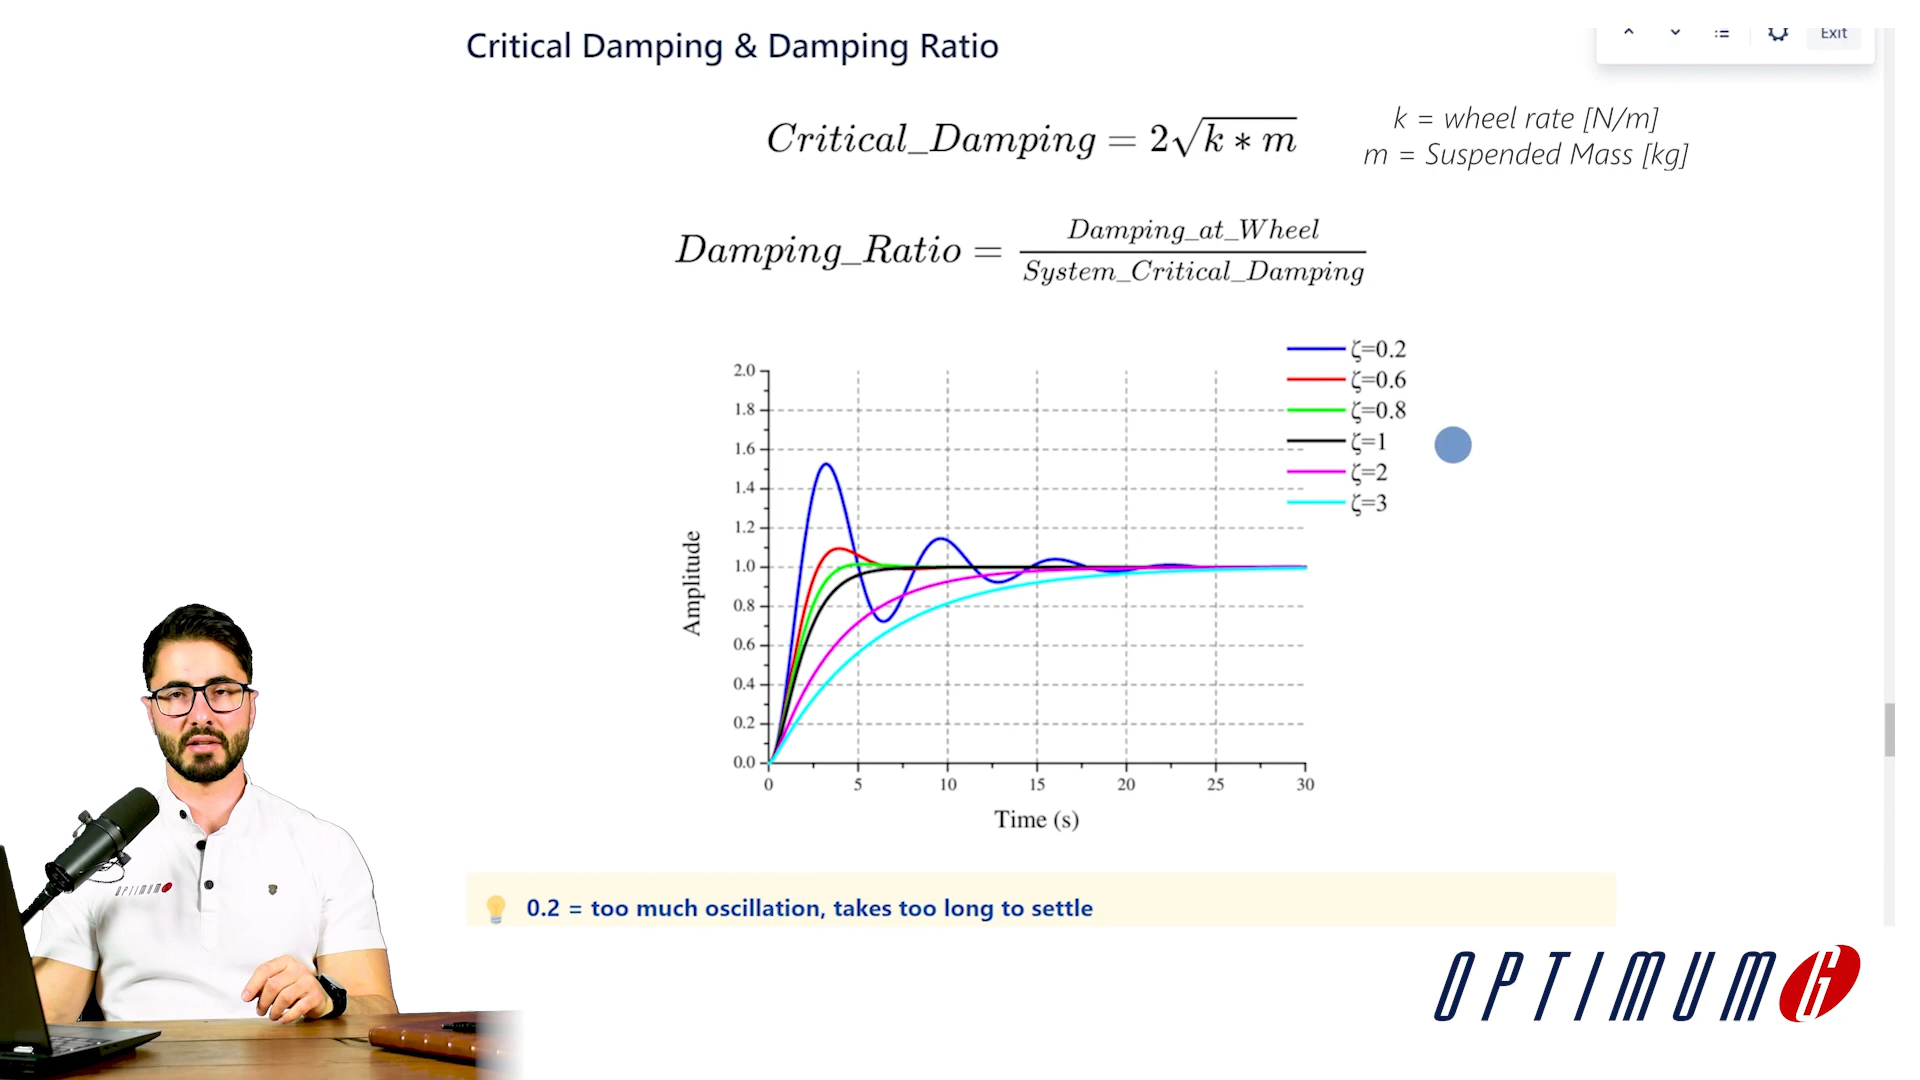 Critical Damping & Damping Ratio
Exit
Critical_Damping = 2√k * m
k = wheel rate [N/m]
m = Suspended Mass [kg]
Damping_Ratio = Damping_at_Wheel
System_Critical_Damping
ζ=0.2
ζ=0.6
ζ=0.8
ζ=1
ζ=2
ζ=3
2.0
1.8
1.6
1.4
1.2
1.0
0.8
0.6
0.4
0.2
0.0
Amplitude
0 5 10 15 20 25 30
Time (s)
0.2 = too much oscillation, takes too long to settle
OPTIMUM
OPTIMUM G